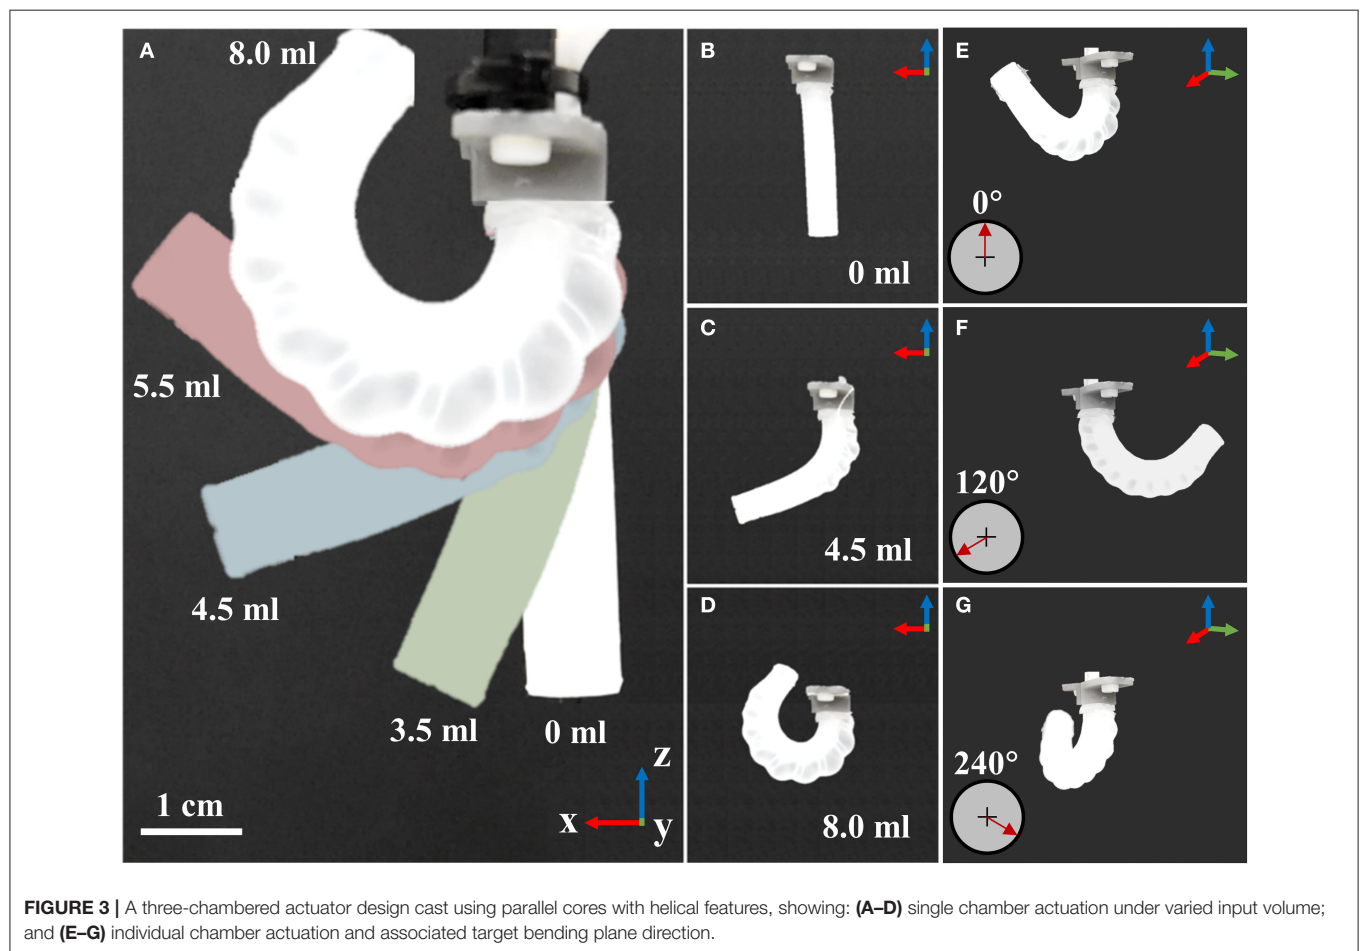 A
8.0 ml
5.5 ml
4.5 ml
3.5 ml
0 ml
1 cm
z
x
y
B
0 ml
C
4.5 ml
D
8.0 ml
E
0°
F
120°
G
240°
FIGURE 3 | A three-chambered actuator design cast using parallel cores with helical features, showing: (A–D) single chamber actuation under varied input volume;
and (E–G) individual chamber actuation and associated target bending plane direction.